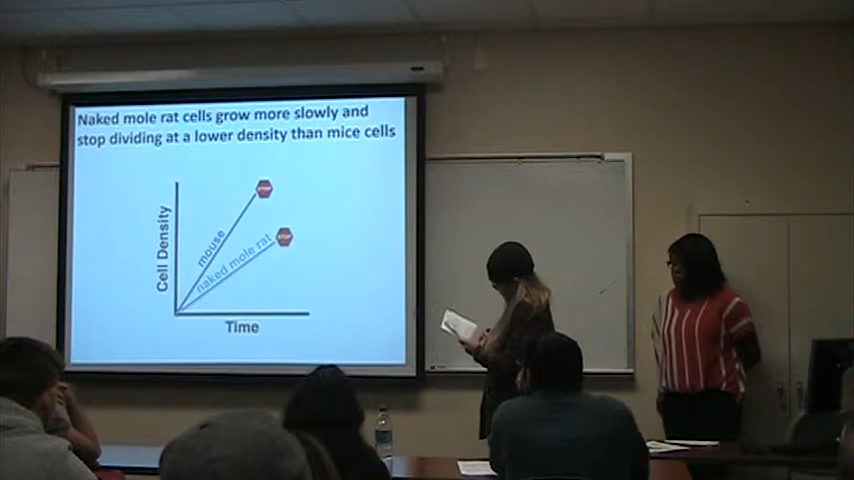 Naked mole rat cells grow more slowly and
stop dividing at a lower density than mice cells
STOP
STOP
mouse
naked mole rat
Cell Density
Time